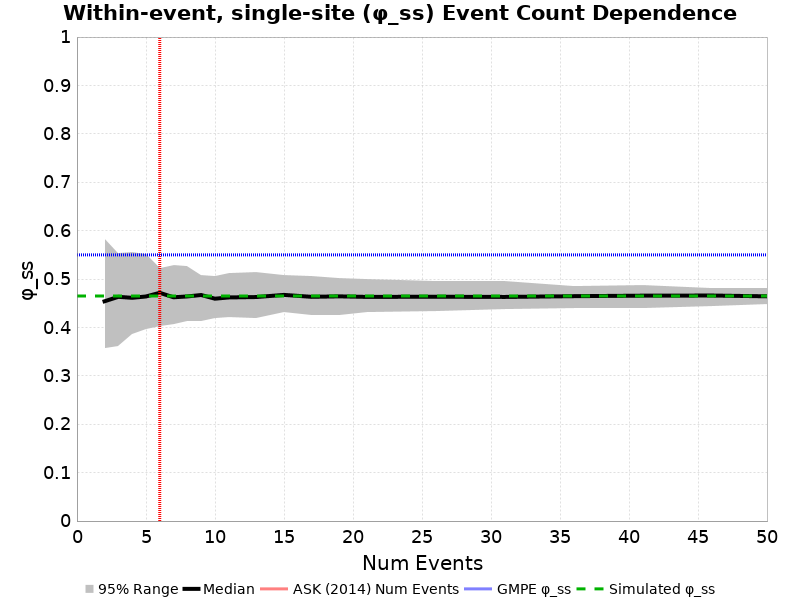 Within-event, single-site (φ_ss) Event Count Dependence
1
0.9
0.8
0.7
0.6
0.5
0.4
0.3
0.2
0.1
0
φ_ss
0 5 10 15 20 25 30 35 40 45 50
Num Events
95% Range Median ASK (2014) Num Events GMPE φ_ss Simulated φ_ss